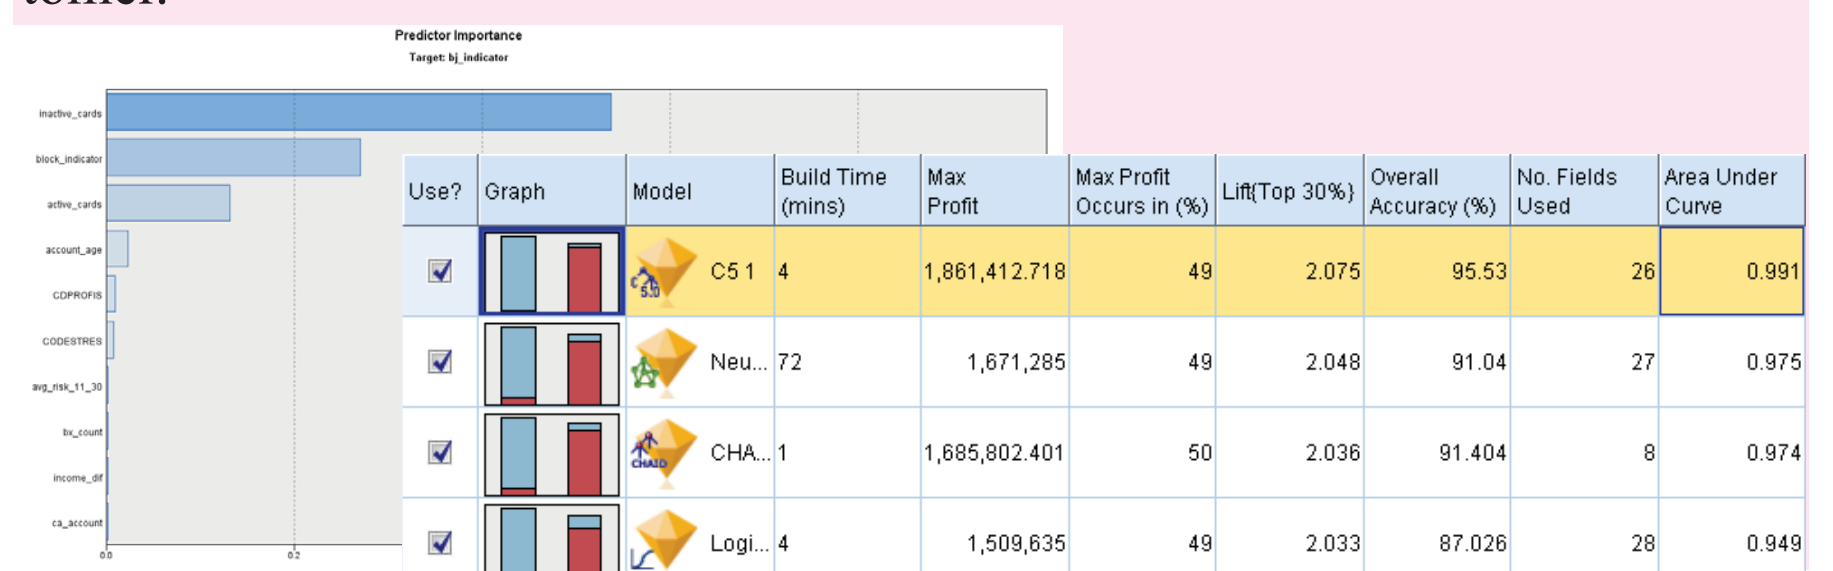 tomer.
Predictor Importance
Target: bj_indicator
inactive_cards
block_indicator
active_cards
account_age
CDPROFIS
CODESTRES
avg_risk_11_30
bx_count
income_dif
ca_account
0.0 0.2
Use? Graph Model Build Time (mins) Max Profit Max Profit Occurs in (%) Lift{Top 30%} Overall Accuracy (%) No. Fields Used Area Under Curve
C5 1 4 1,861,412.718 49 2.075 95.53 26 0.991
C 5.0
Neu... 72 1,671,285 49 2.048 91.04 27 0.975
CHA... 1 1,685,802.401 50 2.036 91.404 8 0.974
CHAID
Logi... 4 1,509,635 49 2.033 87.026 28 0.949